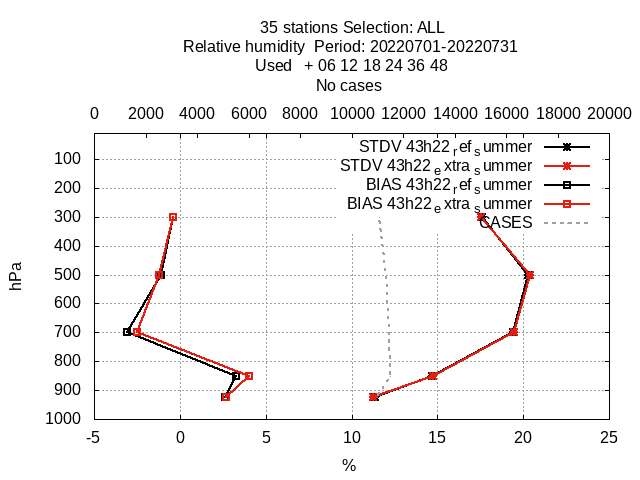 35 stations Selection: ALL
Relative humidity  Period: 20220701-20220731
Used   + 06 12 18 24 36 48
No cases
0 2000 4000 6000 8000 10000 12000 14000 16000 18000 20000
STDV 43h22_ref_summer
STDV 43h22_extra_summer
BIAS 43h22_ref_summer
BIAS 43h22_extra_summer
CASES
hPa
100
200
300
400
500
600
700
800
900
1000
-5 0 5 10 15 20 25
%